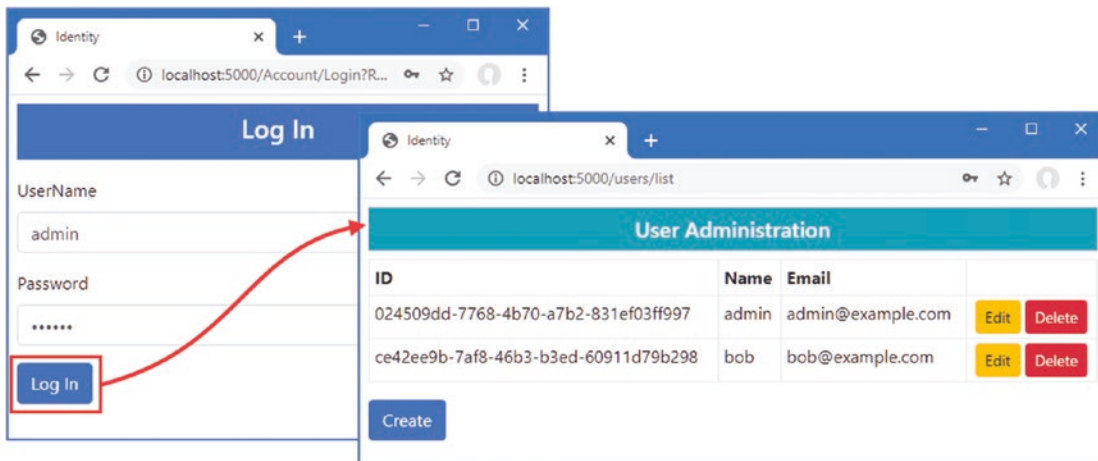 Identity
localhost:5000/Account/Login?R...
Log In
UserName
admin
Password
••••••
Log In
Identity
localhost:5000/users/list
User Administration
ID Name Email
024509dd-7768-4b70-a7b2-831ef03ff997 admin admin@example.com Edit Delete
ce42ee9b-7af8-46b3-b3ed-60911d79b298 bob bob@example.com Edit Delete
Create